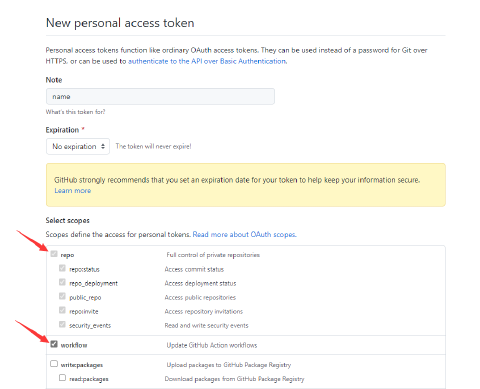 New personal access token
Personal access tokens function like ordinary OAuth access tokens. They can be used instead of a password for Git over
HTTPS, or can be used to authenticate to the API over Basic Authentication.
Note
name
What's this token for?
Expiration *
No expiration The token will never expire!
GitHub strongly recommends that you set an expiration date for your token to help keep your information secure.
Learn more
Select scopes
Scopes define the access for personal tokens. Read more about OAuth scopes.
repo Full control of private repositories
repo:status Access commit status
repo_deployment Access deployment status
public_repo Access public repositories
repo:invite Access repository invitations
security_events Read and write security events
workflow Update GitHub Action workflows
write:packages Upload packages to GitHub Package Registry
read:packages Download packages from GitHub Package Registry